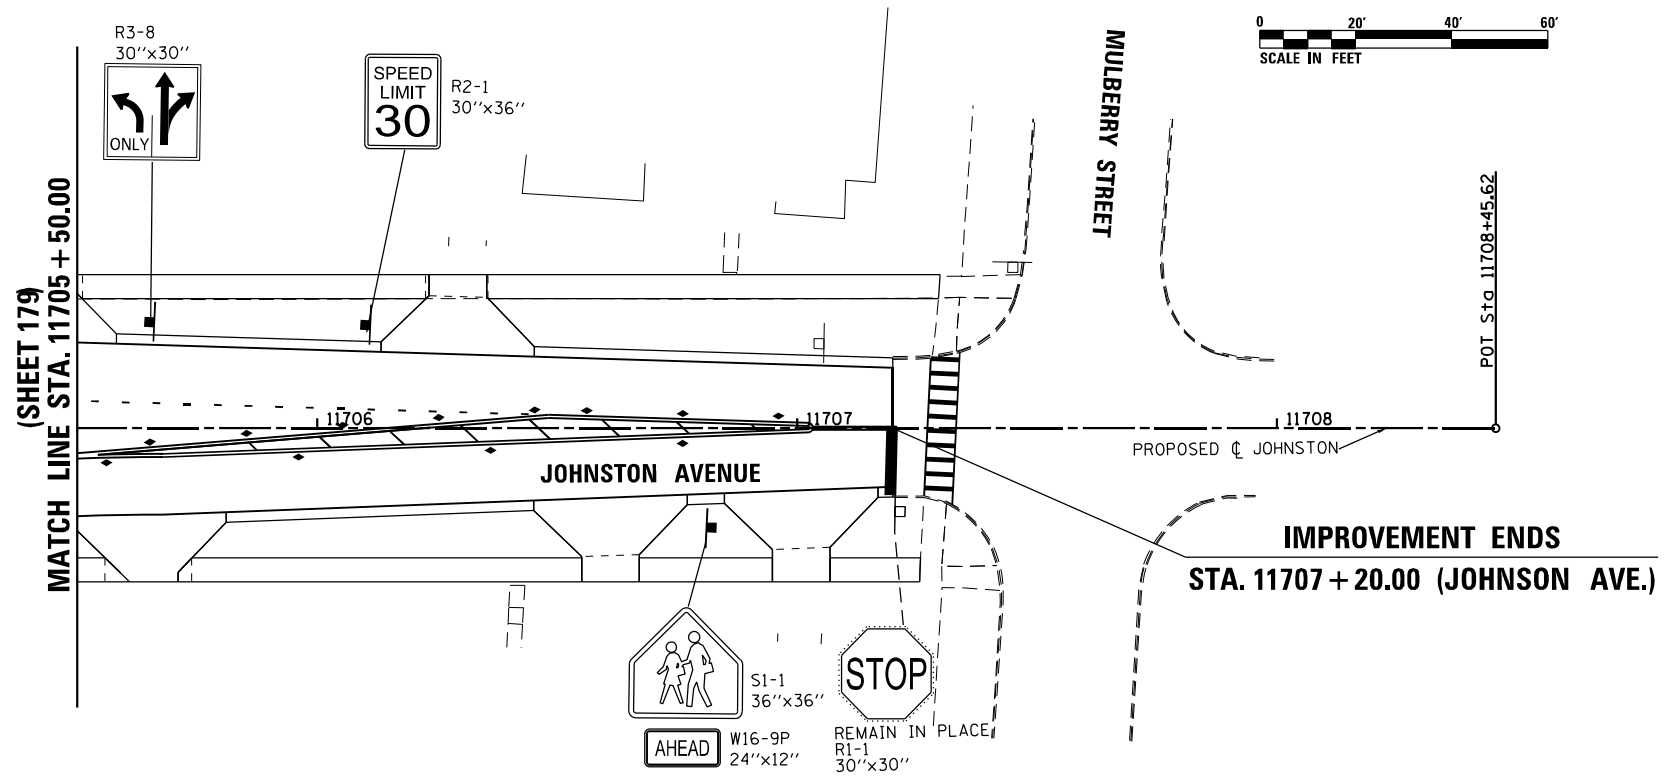 R3-8
30''x30''
ONLY
SPEED
LIMIT
30
R2-1
30''x36''
MULBERRY STREET
0 20' 40' 60'
SCALE IN FEET
(SHEET 179)
MATCH LINE STA. 11705 + 50.00
POT Sta 11708+45.62
11706
11707
11708
PROPOSED ℄ JOHNSTON
JOHNSTON AVENUE
IMPROVEMENT ENDS
STA. 11707 + 20.00 (JOHNSON AVE.)
S1-1
36''x36''
AHEAD
W16-9P
24''x12''
STOP
REMAIN IN PLACE
R1-1
30''x30''